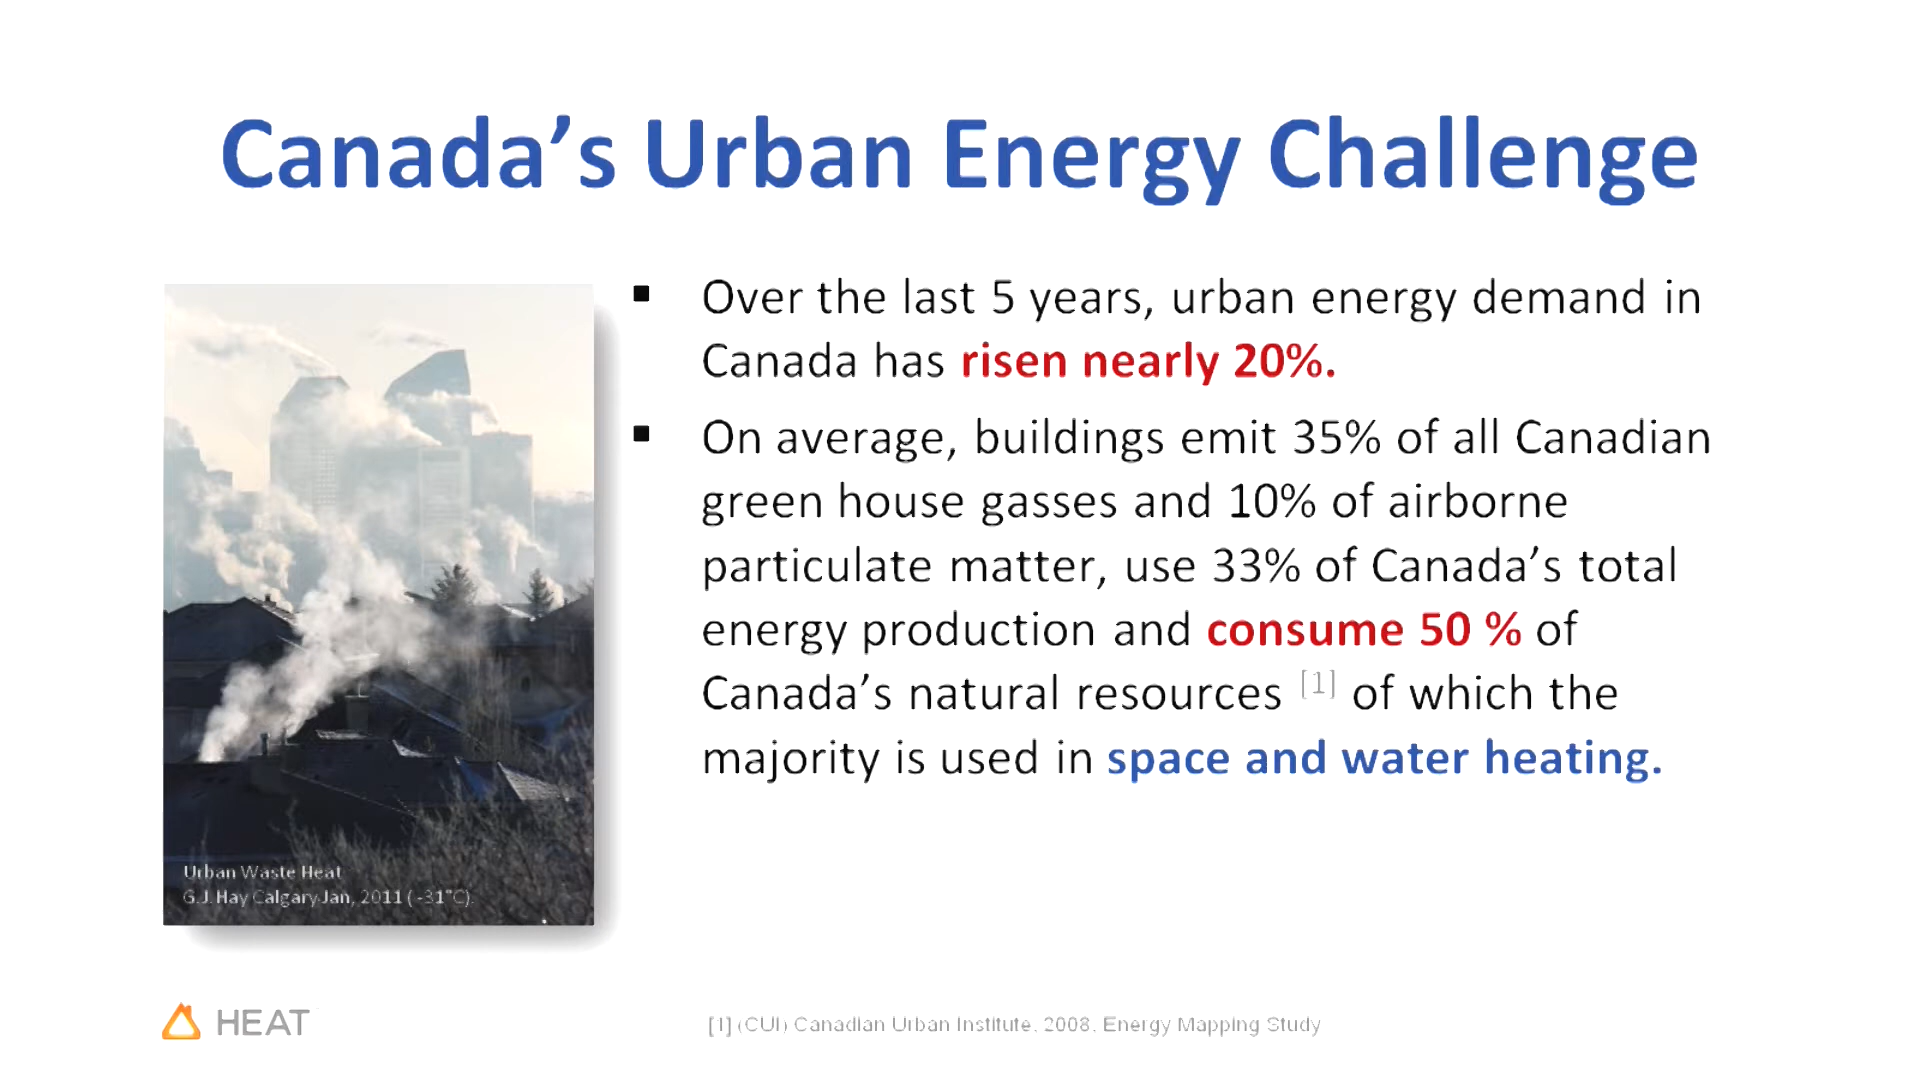 Canada’s Urban Energy Challenge
▪ Over the last 5 years, urban energy demand in
Canada has risen nearly 20%.
▪ On average, buildings emit 35% of all Canadian
green house gasses and 10% of airborne
particulate matter, use 33% of Canada’s total
energy production and consume 50 % of
Canada’s natural resources [1] of which the
majority is used in space and water heating.
Urban Waste Heat
G.J. Hay Calgary Jan, 2011 ( -31°C).
HEAT
[1] (CUI) Canadian Urban Institute. 2008. Energy Mapping Study